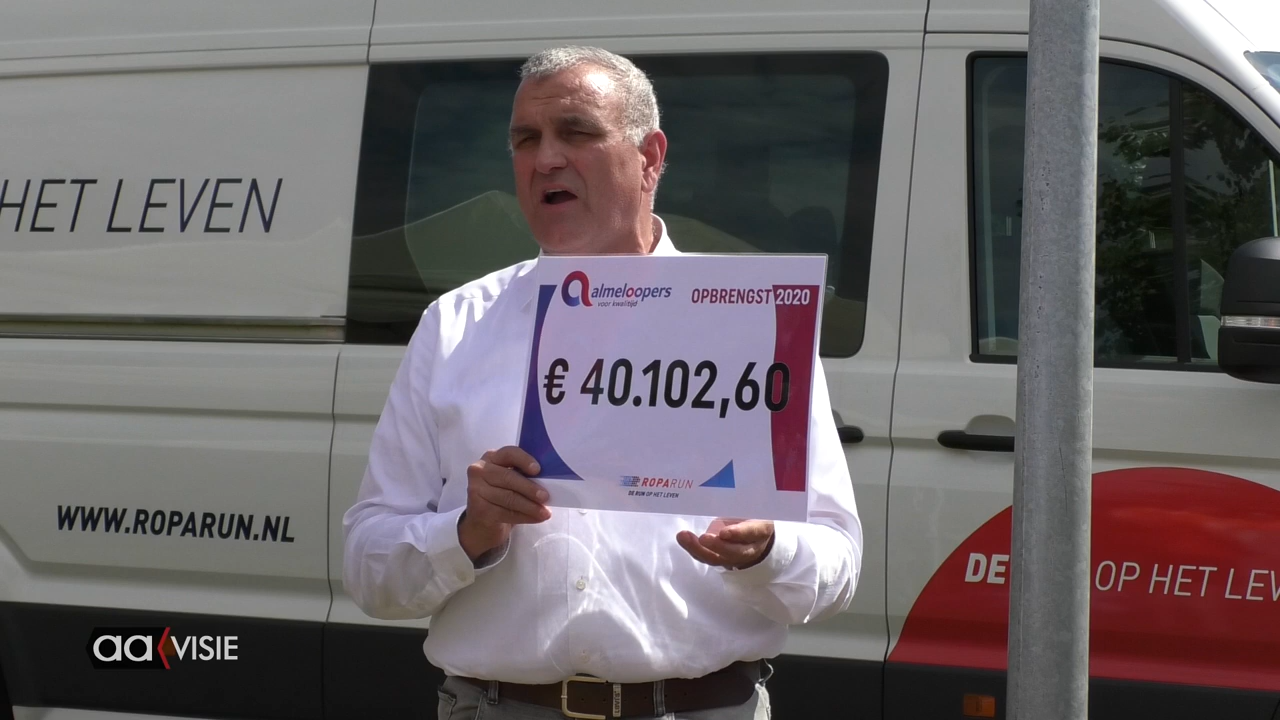 HET LEVEN
almeloopers
voor kwalitijd
OPBRENGST 2020
€ 40.102,60
ROPARUN
DE RUN OP HET LEVEN
WWW.ROPARUN.NL
DE OP HET LEV
aa VISIE